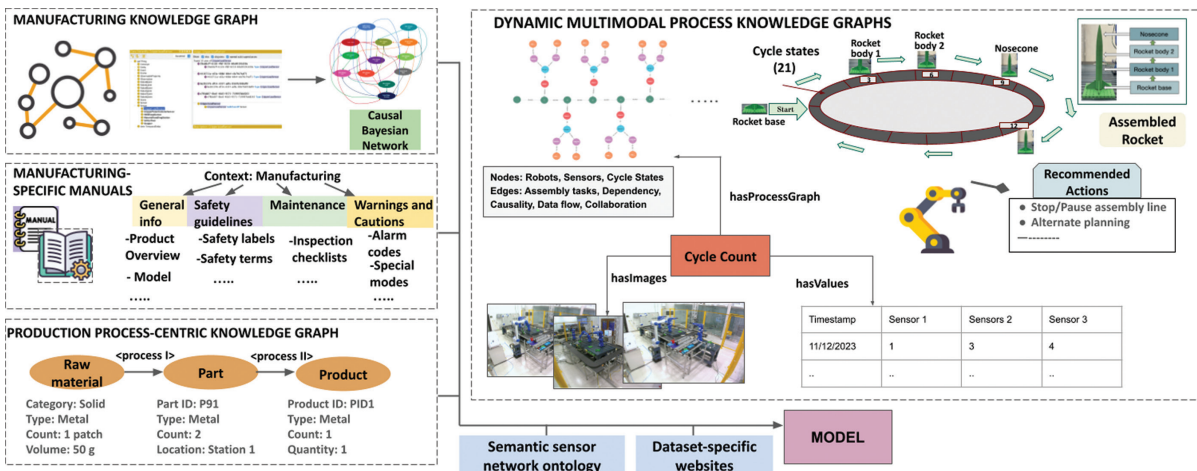 MANUFACTURING KNOWLEDGE GRAPH
Causal
Bayesian
Network
MANUFACTURING-
SPECIFIC MANUALS
Context: Manufacturing
MANUAL
General
info
Safety
guidelines
Maintenance
Warnings and
Cautions
-Product
Overview
- Model
.....
-Safety labels
-Safety terms
.....
-Inspection
checklists
.....
-Alarm
codes
-Special
modes
.....
PRODUCTION PROCESS-CENTRIC KNOWLEDGE GRAPH
Raw
material
<process I>
Part
<process II>
Product
Category: Solid
Type: Metal
Count: 1 patch
Volume: 50 g
Part ID: P91
Type: Metal
Count: 2
Location: Station 1
Product ID: PID1
Type: Metal
Count: 1
Quantity: 1
DYNAMIC MULTIMODAL PROCESS KNOWLEDGE GRAPHS
Cycle states
(21)
Rocket
body 1
Rocket
body 2
Nosecone
Rocket base
Start
6
9
12
Nosecone
Rocket body 2
Rocket body 1
Rocket base
Assembled
Rocket
Nodes: Robots, Sensors, Cycle States
Edges: Assembly tasks, Dependency,
Causality, Data flow, Collaboration
hasProcessGraph
Recommended
Actions
● Stop/Pause assembly line
● Alternate planning
—--------
Cycle Count
hasImages
hasValues
Timestamp Sensor 1 Sensors 2 Sensor 3
11/12/2023 1 3 4
.. .. ..
Semantic sensor
network ontology
Dataset-specific
websites
MODEL